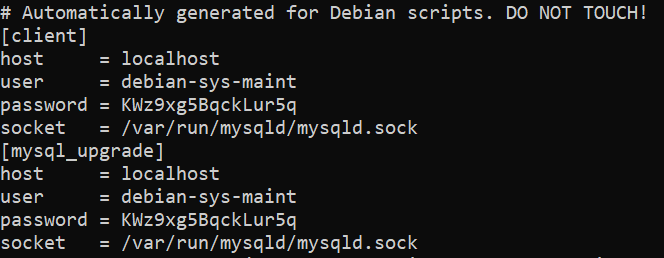 # Automatically generated for Debian scripts. DO NOT TOUCH!
[client]
host     = localhost
user     = debian-sys-maint
password = KWz9xg5BqckLur5q
socket   = /var/run/mysqld/mysqld.sock
[mysql_upgrade]
host     = localhost
user     = debian-sys-maint
password = KWz9xg5BqckLur5q
socket   = /var/run/mysqld/mysqld.sock